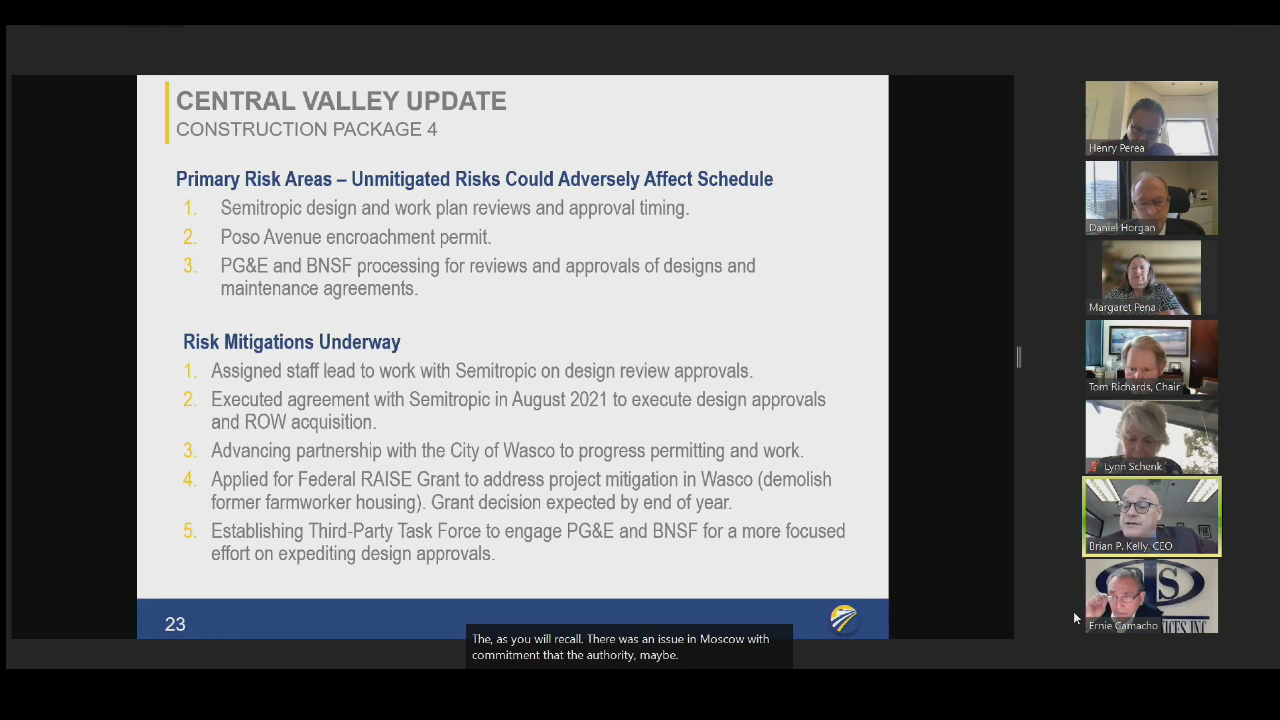 CENTRAL VALLEY UPDATE
CONSTRUCTION PACKAGE 4
Primary Risk Areas – Unmitigated Risks Could Adversely Affect Schedule
1. Semitropic design and work plan reviews and approval timing.
2. Poso Avenue encroachment permit.
3. PG&E and BNSF processing for reviews and approvals of designs and
maintenance agreements.
Risk Mitigations Underway
1. Assigned staff lead to work with Semitropic on design review approvals.
2. Executed agreement with Semitropic in August 2021 to execute design approvals
and ROW acquisition.
3. Advancing partnership with the City of Wasco to progress permitting and work.
4. Applied for Federal RAISE Grant to address project mitigation in Wasco (demolish
former farmworker housing). Grant decision expected by end of year.
5. Establishing Third-Party Task Force to engage PG&E and BNSF for a more focused
effort on expediting design approvals.
23
The, as you will recall. There was an issue in Moscow with
commitment that the authority, maybe.
Henry Perea
Daniel Horgan
Margaret Pena
Tom Richards, Chair
Lynn Schenk
Brian P. Kelly, CEO
Ernie Camacho